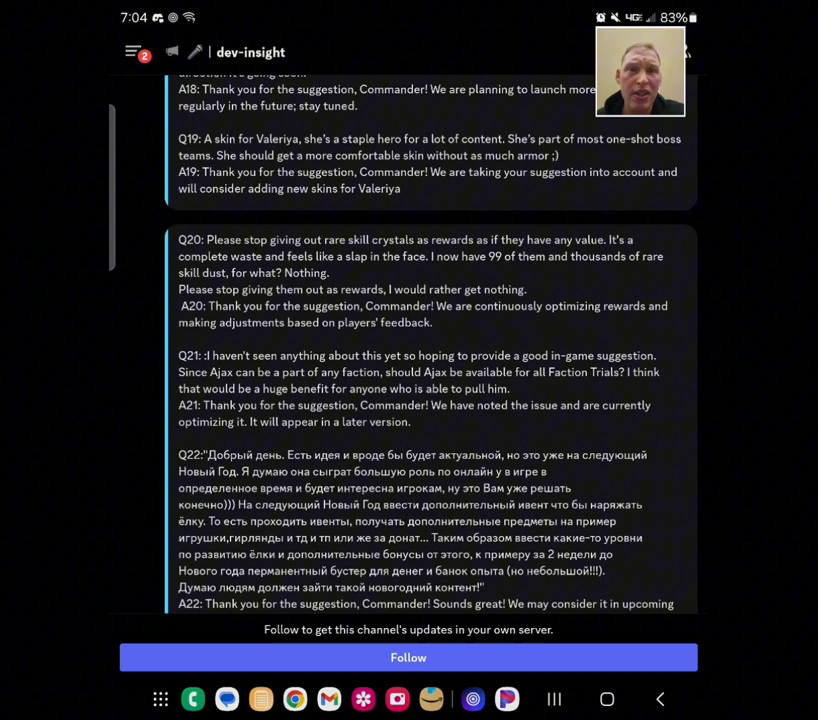 7:04
4G
83%
2
dev-insight
A18: Thank you for the suggestion, Commander! We are planning to launch more
regularly in the future; stay tuned.
Q19: A skin for Valeriya, she's a staple hero for a lot of content. She's part of most one-shot boss
teams. She should get a more comfortable skin without as much armor ;)
A19: Thank you for the suggestion, Commander! We are taking your suggestion into account and
will consider adding new skins for Valeriya
Q20: Please stop giving out rare skill crystals as rewards as if they have any value. It's a
complete waste and feels like a slap in the face. I now have 99 of them and thousands of rare
skill dust, for what? Nothing.
Please stop giving them out as rewards, I would rather get nothing.
A20: Thank you for the suggestion, Commander! We are continuously optimizing rewards and
making adjustments based on players' feedback.
Q21: :I haven't seen anything about this yet so hoping to provide a good in-game suggestion.
Since Ajax can be a part of any faction, should Ajax be available for all Faction Trials? I think
that would be a huge benefit for anyone who is able to pull him.
A21: Thank you for the suggestion, Commander! We have noted the issue and are currently
optimizing it. It will appear in a later version.
Q22:"Добрый день. Есть идея и вроде бы будет актуальной, но это уже на следующий
Новый Год. Я думаю она сыграт большую роль по онлайн у в игре в
определенное время и будет интересна игрокам, ну это Вам уже решать
конечно))) На следующий Новый Год ввести дополнительный ивент что бы наряжать
ёлку. То есть проходить ивенты, получать дополнительные предметы на пример
игрушки,гирлянды и тд и тп или же за донат... Таким образом ввести какие-то уровни
по развитию ёлки и дополнительные бонусы от этого, к примеру за 2 недели до
Нового года перманентный бустер для денег и банок опыта (но небольшой!!!).
Думаю людям должен зайти такой новогодний контент!"
A22: Thank you for the suggestion, Commander! Sounds great! We may consider it in upcoming
Follow to get this channel's updates in your own server.
Follow